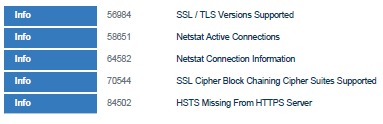 Info 56984 SSL / TLS Versions Supported
Info 58651 Netstat Active Connections
Info 64582 Netstat Connection Information
Info 70544 SSL Cipher Block Chaining Cipher Suites Supported
Info 84502 HSTS Missing From HTTPS Server